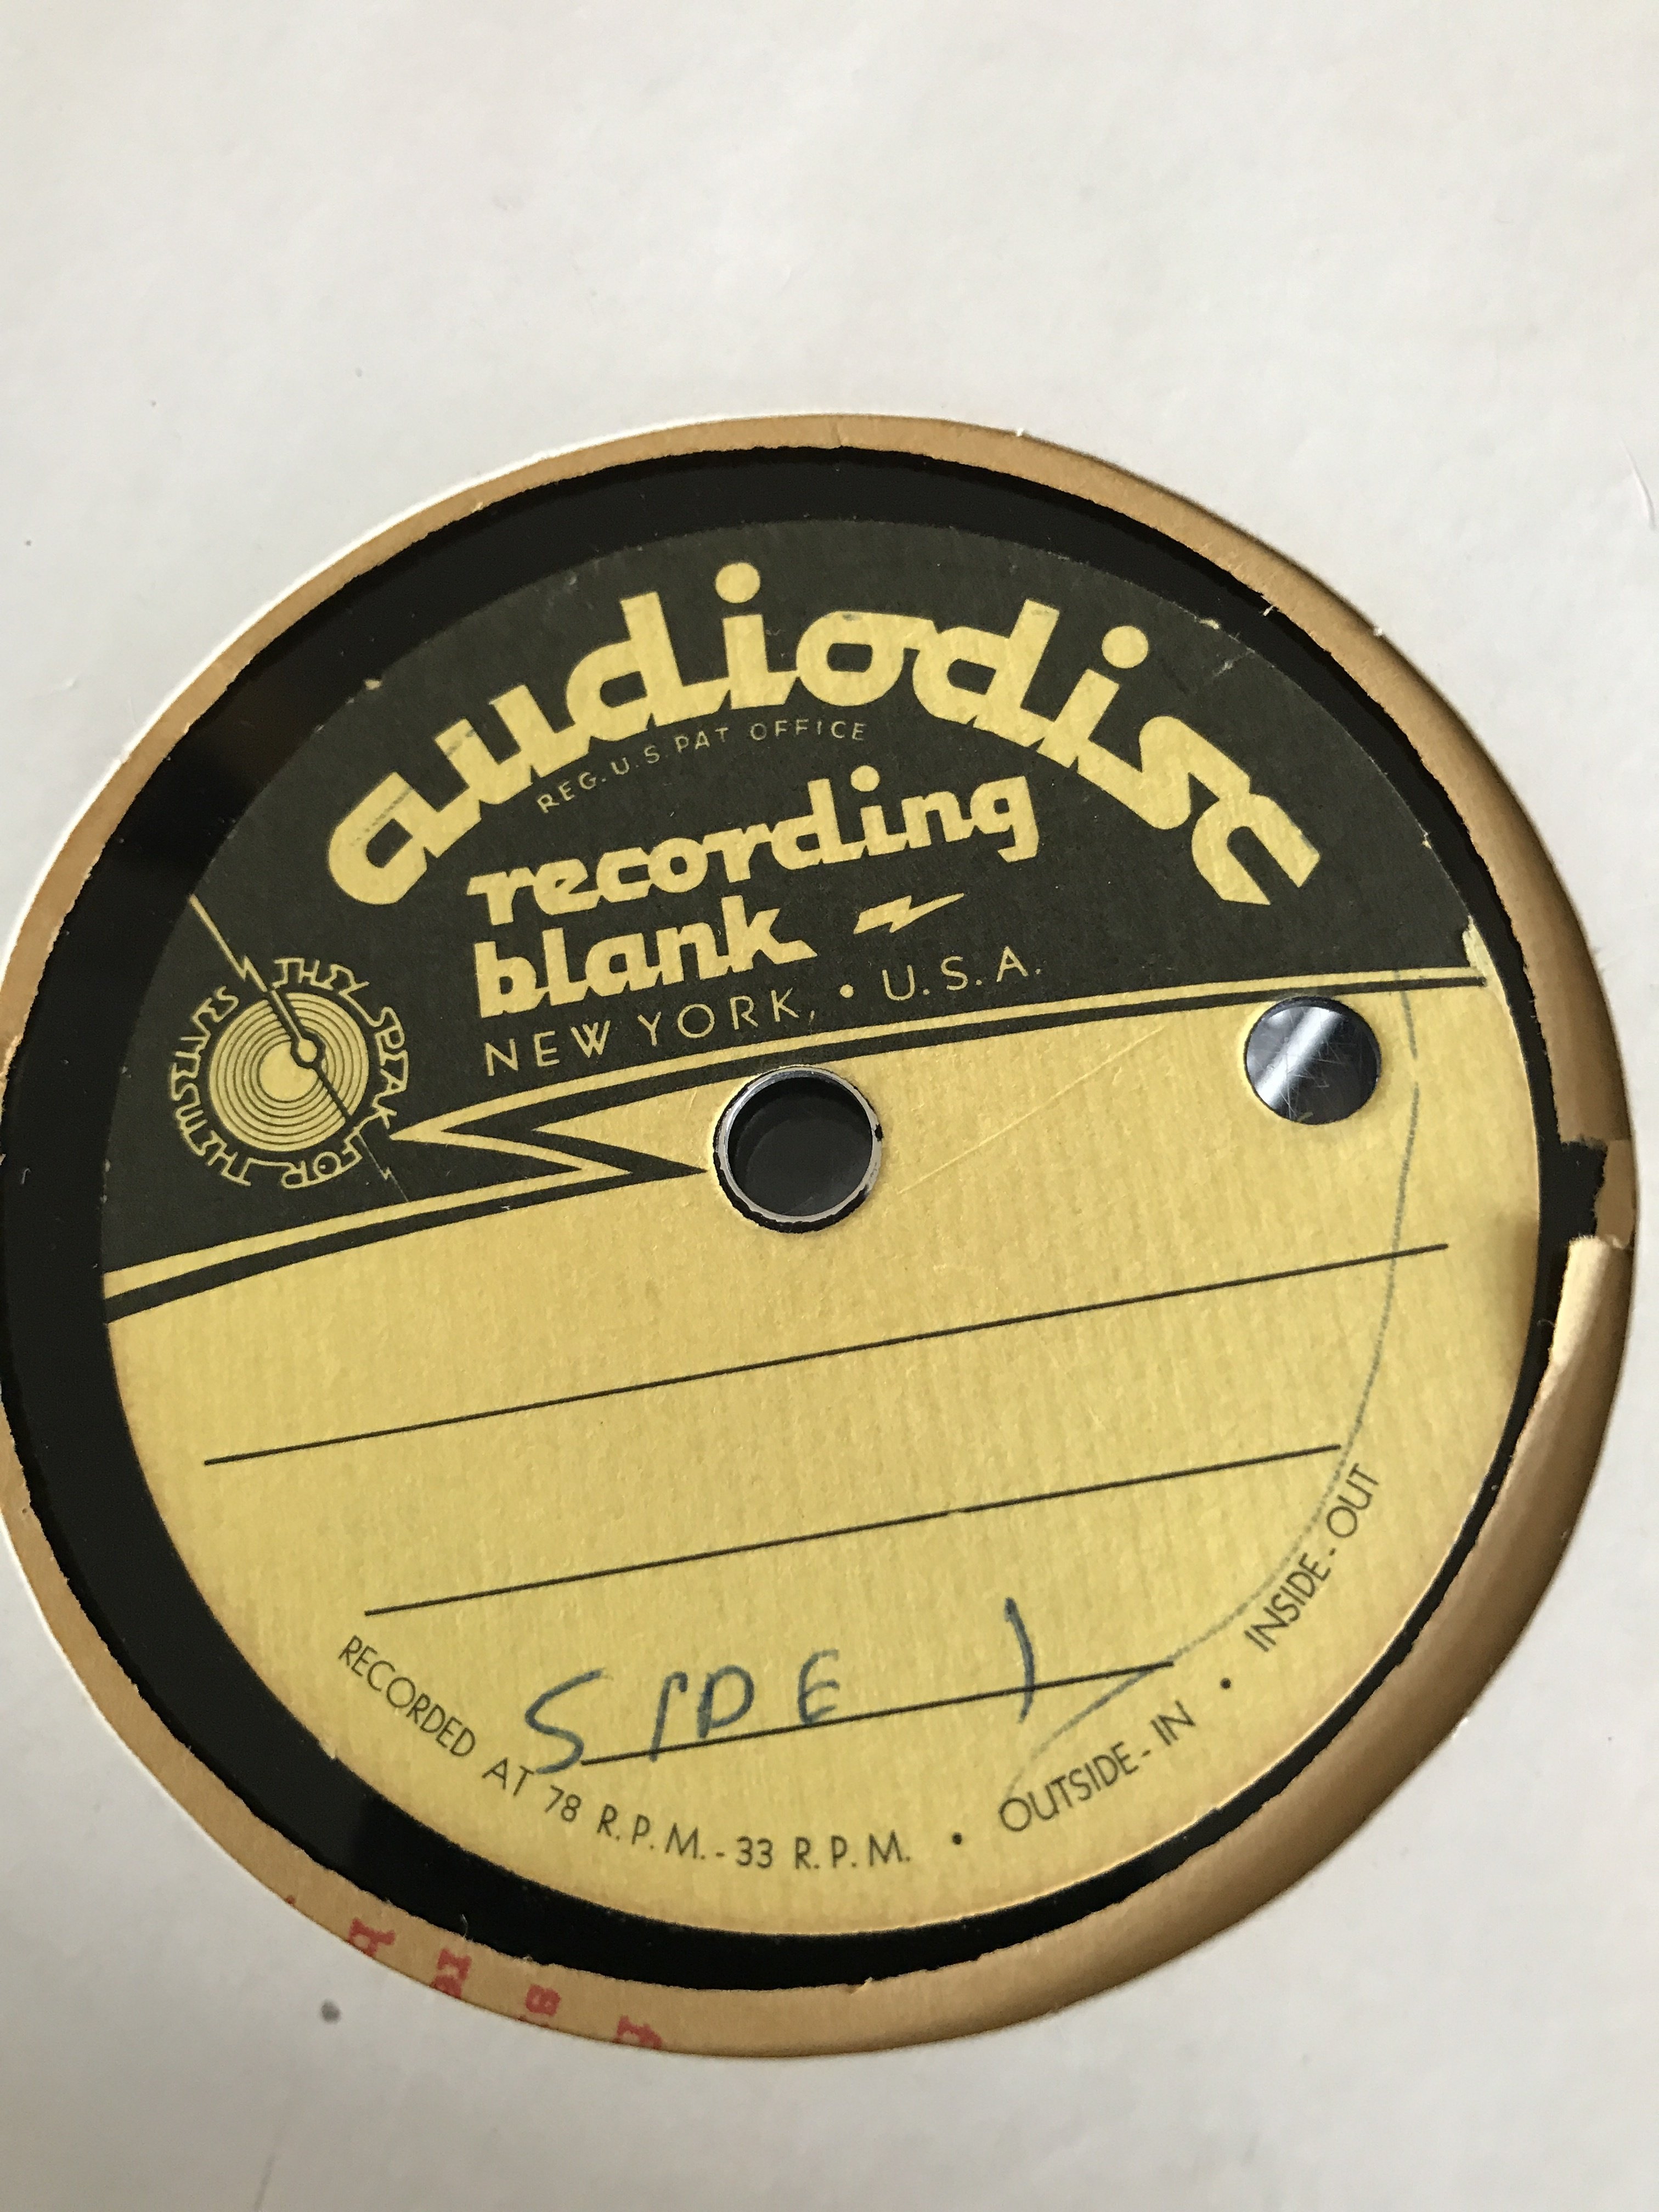 audiodisc
REG. U.S. PAT OFFICE
recording
blank
NEW YORK, • U.S.A.
THEY SPEAK FOR THEMSELVES
SIDE 1
RECORDED AT 78 R.P.M. - 33 R.P.M. • OUTSIDE - IN • INSIDE - OUT